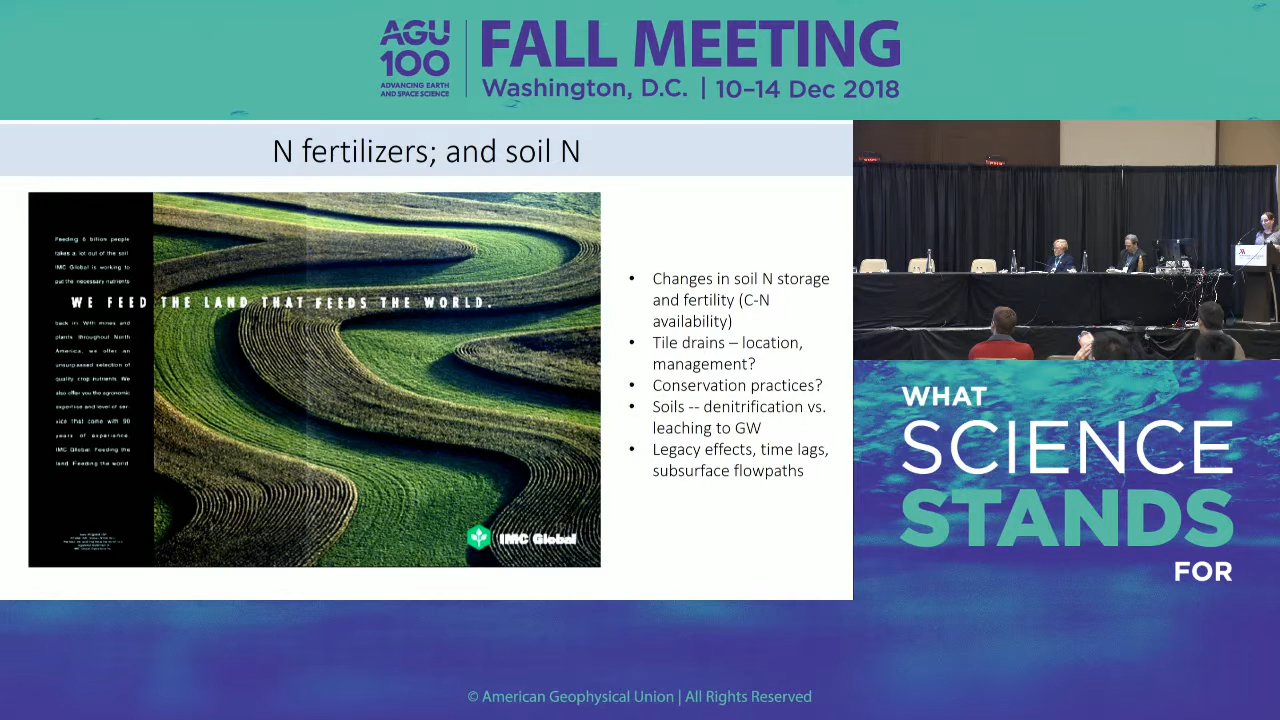 AGU
100
ADVANCING EARTH
AND SPACE SCIENCE
FALL MEETING
Washington, D.C. | 10–14 Dec 2018
N fertilizers; and soil N
Feeding 6 billion people
takes a lot out of the soil.
IMC Global is working to
put the necessary nutrients
WE FEED THE LAND THAT FEEDS THE WORLD.
back in. With mines and
plants throughout North
America, we offer an
unsurpassed selection of
quality crop nutrients. We
also offer you the agronomic
expertise and level of ser-
vice that come with 90
years of experience.
IMC Global. Feeding the
land. Feeding the world.
IMC Global
• Changes in soil N storage
and fertility (C-N
availability)
• Tile drains – location,
management?
• Conservation practices?
• Soils -- denitrification vs.
leaching to GW
• Legacy effects, time lags,
subsurface flowpaths
WHAT
SCIENCE
STANDS
FOR
© American Geophysical Union | All Rights Reserved